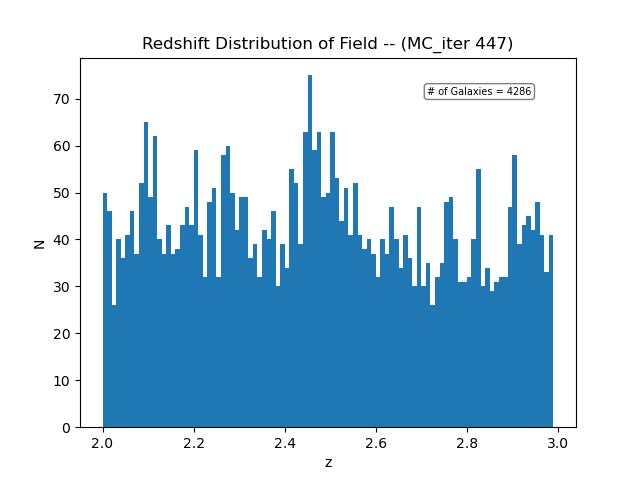 Redshift Distribution of Field -- (MC_iter 447)
# of Galaxies = 4286
N
70
60
50
40
30
20
10
0
2.0 2.2 2.4 2.6 2.8 3.0
z